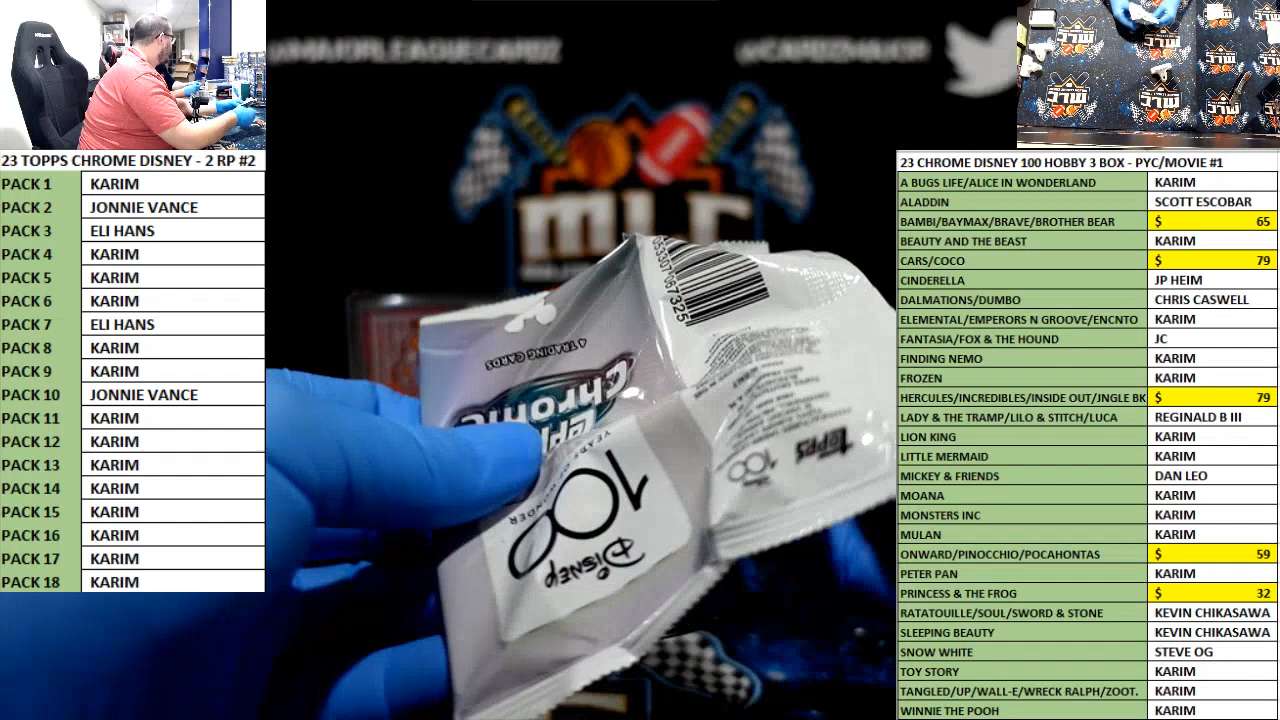 @MAJORLEAGUECARDZ
@CARDZHAKIM
MLC
23 TOPPS CHROME DISNEY - 2 RP #2
PACK 1 KARIM
PACK 2 JONNIE VANCE
PACK 3 ELI HANS
PACK 4 KARIM
PACK 5 KARIM
PACK 6 KARIM
PACK 7 ELI HANS
PACK 8 KARIM
PACK 9 KARIM
PACK 10 JONNIE VANCE
PACK 11 KARIM
PACK 12 KARIM
PACK 13 KARIM
PACK 14 KARIM
PACK 15 KARIM
PACK 16 KARIM
PACK 17 KARIM
PACK 18 KARIM
4 TRADING CARDS
Chrome
Disney
100
YEARS OF WONDER
topps
100
23 CHROME DISNEY 100 HOBBY 3 BOX - PYC/MOVIE #1
A BUGS LIFE/ALICE IN WONDERLAND KARIM
ALADDIN SCOTT ESCOBAR
BAMBI/BAYMAX/BRAVE/BROTHER BEAR $ 65
BEAUTY AND THE BEAST KARIM
CARS/COCO $ 79
CINDERELLA JP HEIM
DALMATIONS/DUMBO CHRIS CASWELL
ELEMENTAL/EMPERORS N GROOVE/ENCNTO KARIM
FANTASIA/FOX & THE HOUND JC
FINDING NEMO KARIM
FROZEN KARIM
HERCULES/INCREDIBLES/INSIDE OUT/JNGLE BK $ 79
LADY & THE TRAMP/LILO & STITCH/LUCA REGINALD B III
LION KING KARIM
LITTLE MERMAID KARIM
MICKEY & FRIENDS DAN LEO
MOANA KARIM
MONSTERS INC KARIM
MULAN KARIM
ONWARD/PINOCCHIO/POCAHONTAS $ 59
PETER PAN KARIM
PRINCESS & THE FROG $ 32
RATATOUILLE/SOUL/SWORD & STONE KEVIN CHIKASAWA
SLEEPING BEAUTY KEVIN CHIKASAWA
SNOW WHITE STEVE OG
TOY STORY KARIM
TANGLED/UP/WALL-E/WRECK RALPH/ZOOT. KARIM
WINNIE THE POOH KARIM